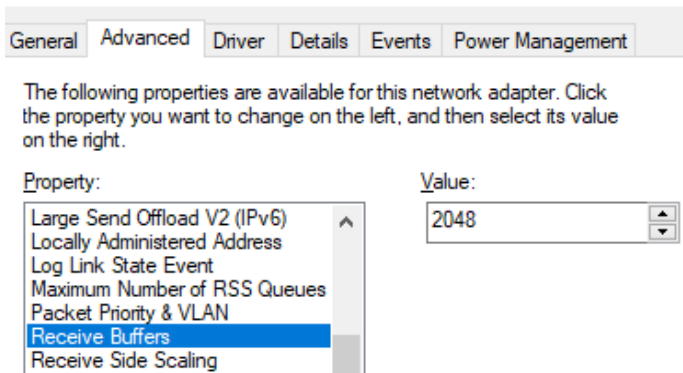 General Advanced Driver Details Events Power Management
The following properties are available for this network adapter. Click
the property you want to change on the left, and then select its value
on the right.
Property: Value:
Large Send Offload V2 (IPv6) 2048
Locally Administered Address
Log Link State Event
Maximum Number of RSS Queues
Packet Priority & VLAN
Receive Buffers
Receive Side Scaling